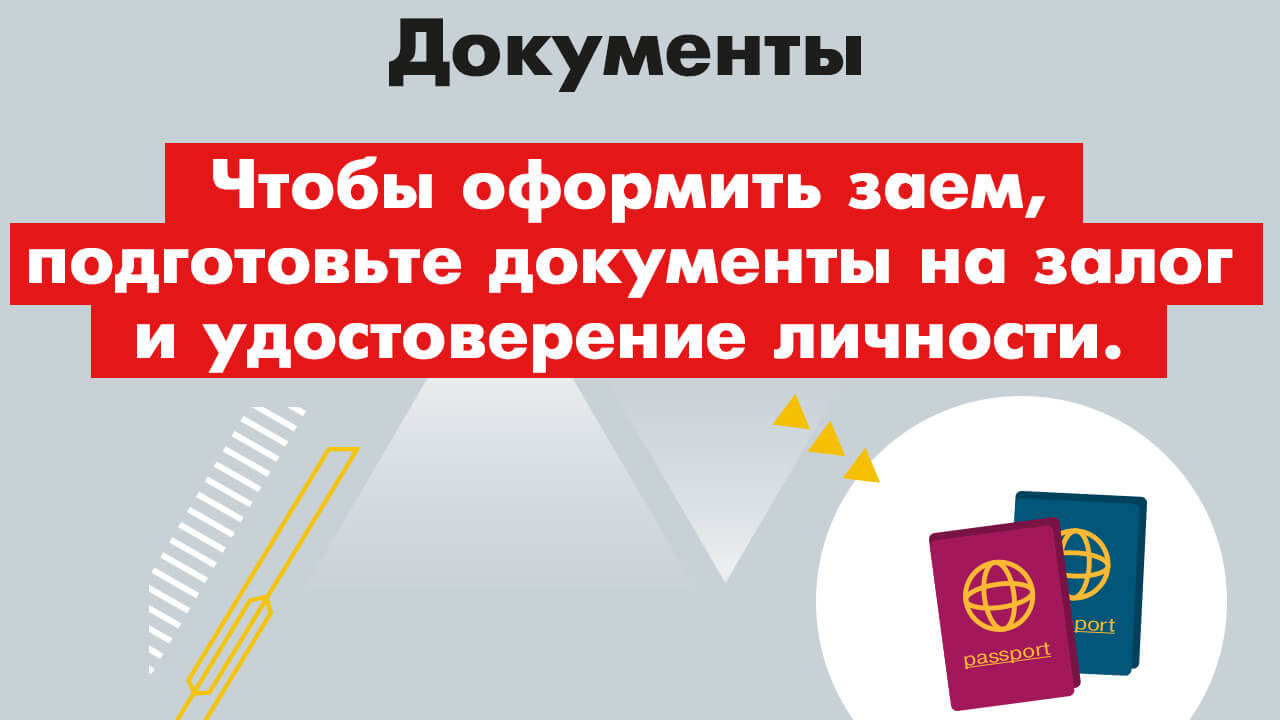 Документы
Чтобы оформить заем,
подготовьте документы на залог
и удостоверение личности.
port
passport